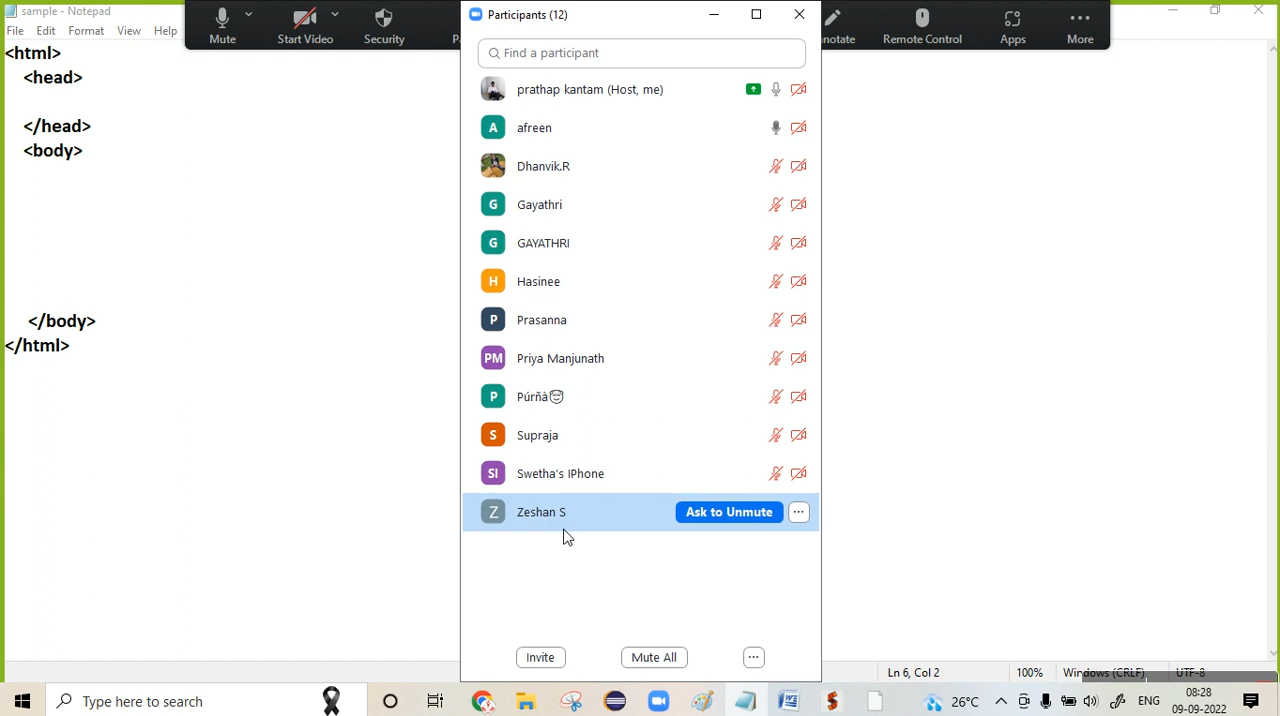 sample - Notepad
File Edit Format View Help
Mute
Start Video
Security
Remote Control
Apps
More
Participants (12)
Find a participant
prathap kantam (Host, me)
A afreen
Dhanvik.R
G Gayathri
G GAYATHRI
H Hasinee
P Prasanna
PM Priya Manjunath
P Púrñà😇
S Supraja
SI Swetha's IPhone
Z Zeshan S Ask to Unmute
Invite Mute All
<html>
<head>
</head>
<body>
</body>
</html>
Ln 6, Col 2 100% Windows (CRLF) UTF-8
Type here to search
26°C
ENG
08:28
09-09-2022